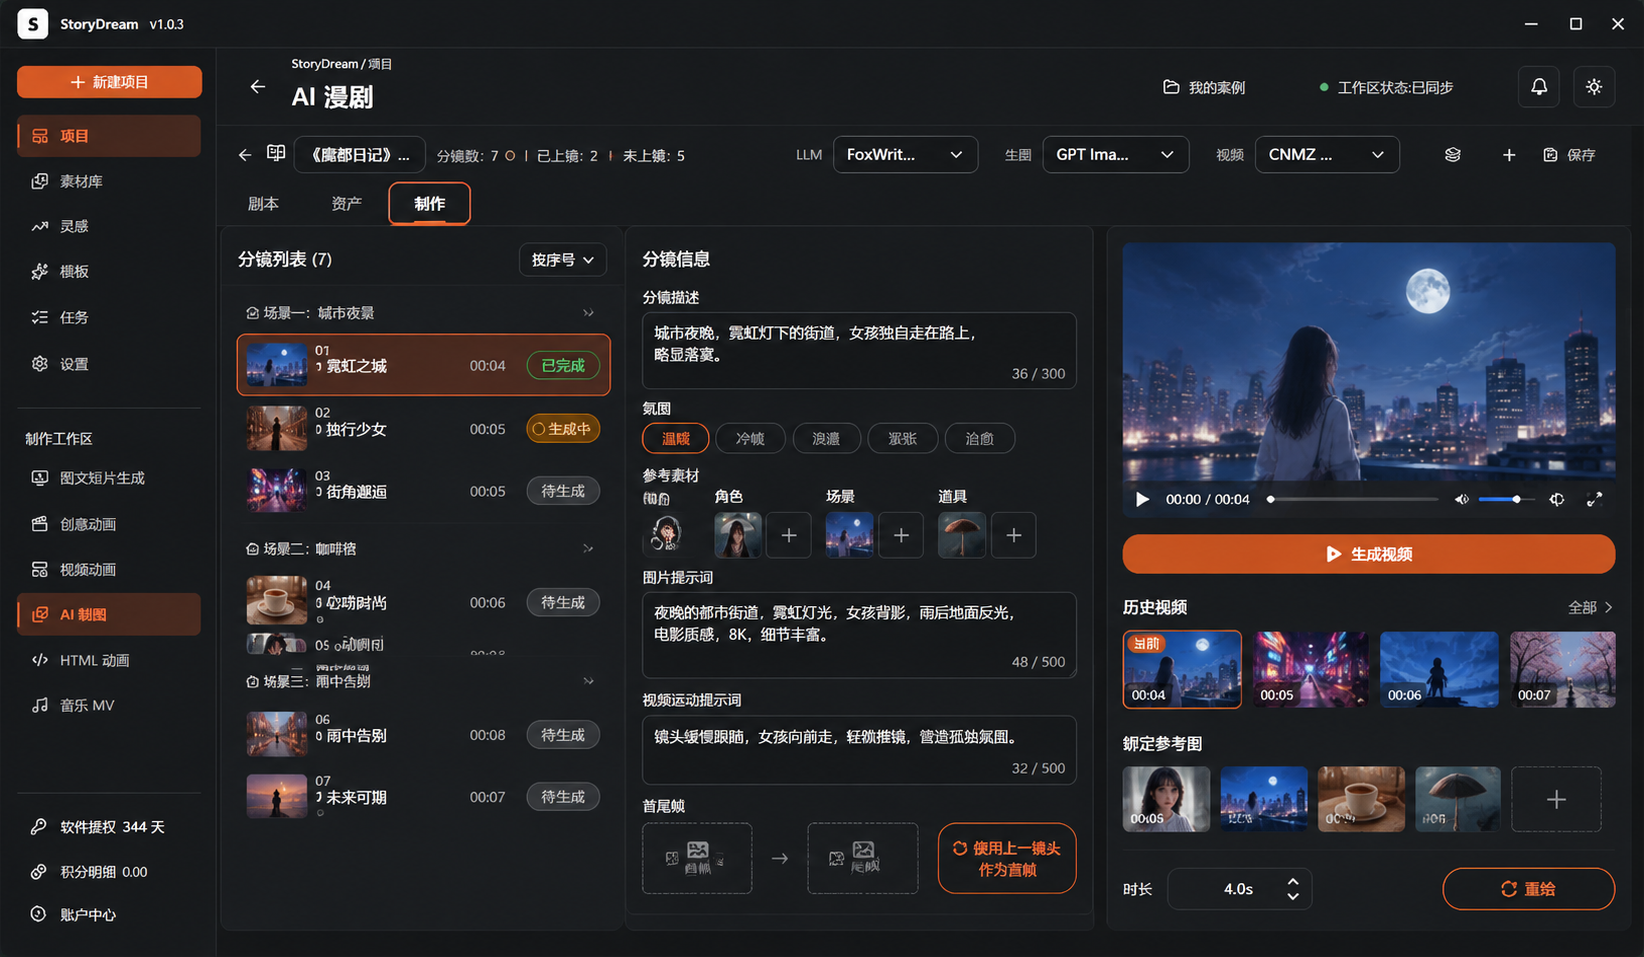 S StoryDream v1.0.3
新建项目
项目
素材库
灵感
模板
任务
设置
制作工作区
图文短片生成
创意动画
视频动画
AI 制图
HTML 动画
音乐 MV
软件提权 344 天
积分明细 0.00
账户中心
StoryDream / 项目
AI 漫剧
我的案例
工作区状态:已同步
《魔都日记》...
分镜数: 7 | 已上镜: 2 | 未上镜: 5
LLM FoxWrit...
生图 GPT Ima...
视频 CNMZ ...
保存
剧本 资产 制作
分镜列表 (7)
按序号
场景一: 城市夜景
01
霓虹之城 00:04 已完成
02
独行少女 00:05 生成中
03
街角邂逅 00:05 待生成
场景二:
04
00:06 待生成
05
场景三: 雨中告别
06
雨中告别 00:08 待生成
07
未来可期 00:07 待生成
分镜信息
分镜描述
城市夜晚，霓虹灯下的街道，女孩独自走在路上，
略显落寞。
36 / 300
氛围
温暖 冷峻 浪漫 紧张 治愈
参考素材
角色 场景 道具
图片提示词
夜晚的都市街道，霓虹灯光，女孩背影，雨后地面反光，
电影质感，8K，细节丰富。
48 / 500
视频运动提示词
镜头缓慢跟随，女孩向前走，轻微推镜，营造孤独氛围。
32 / 500
首尾帧
首帧
尾帧
使用上一镜头
作为首帧
00:00 / 00:04
生成视频
历史视频 全部
当前
00:04 00:05 00:06 00:07
绑定参考图
时长 4.0s
重绘